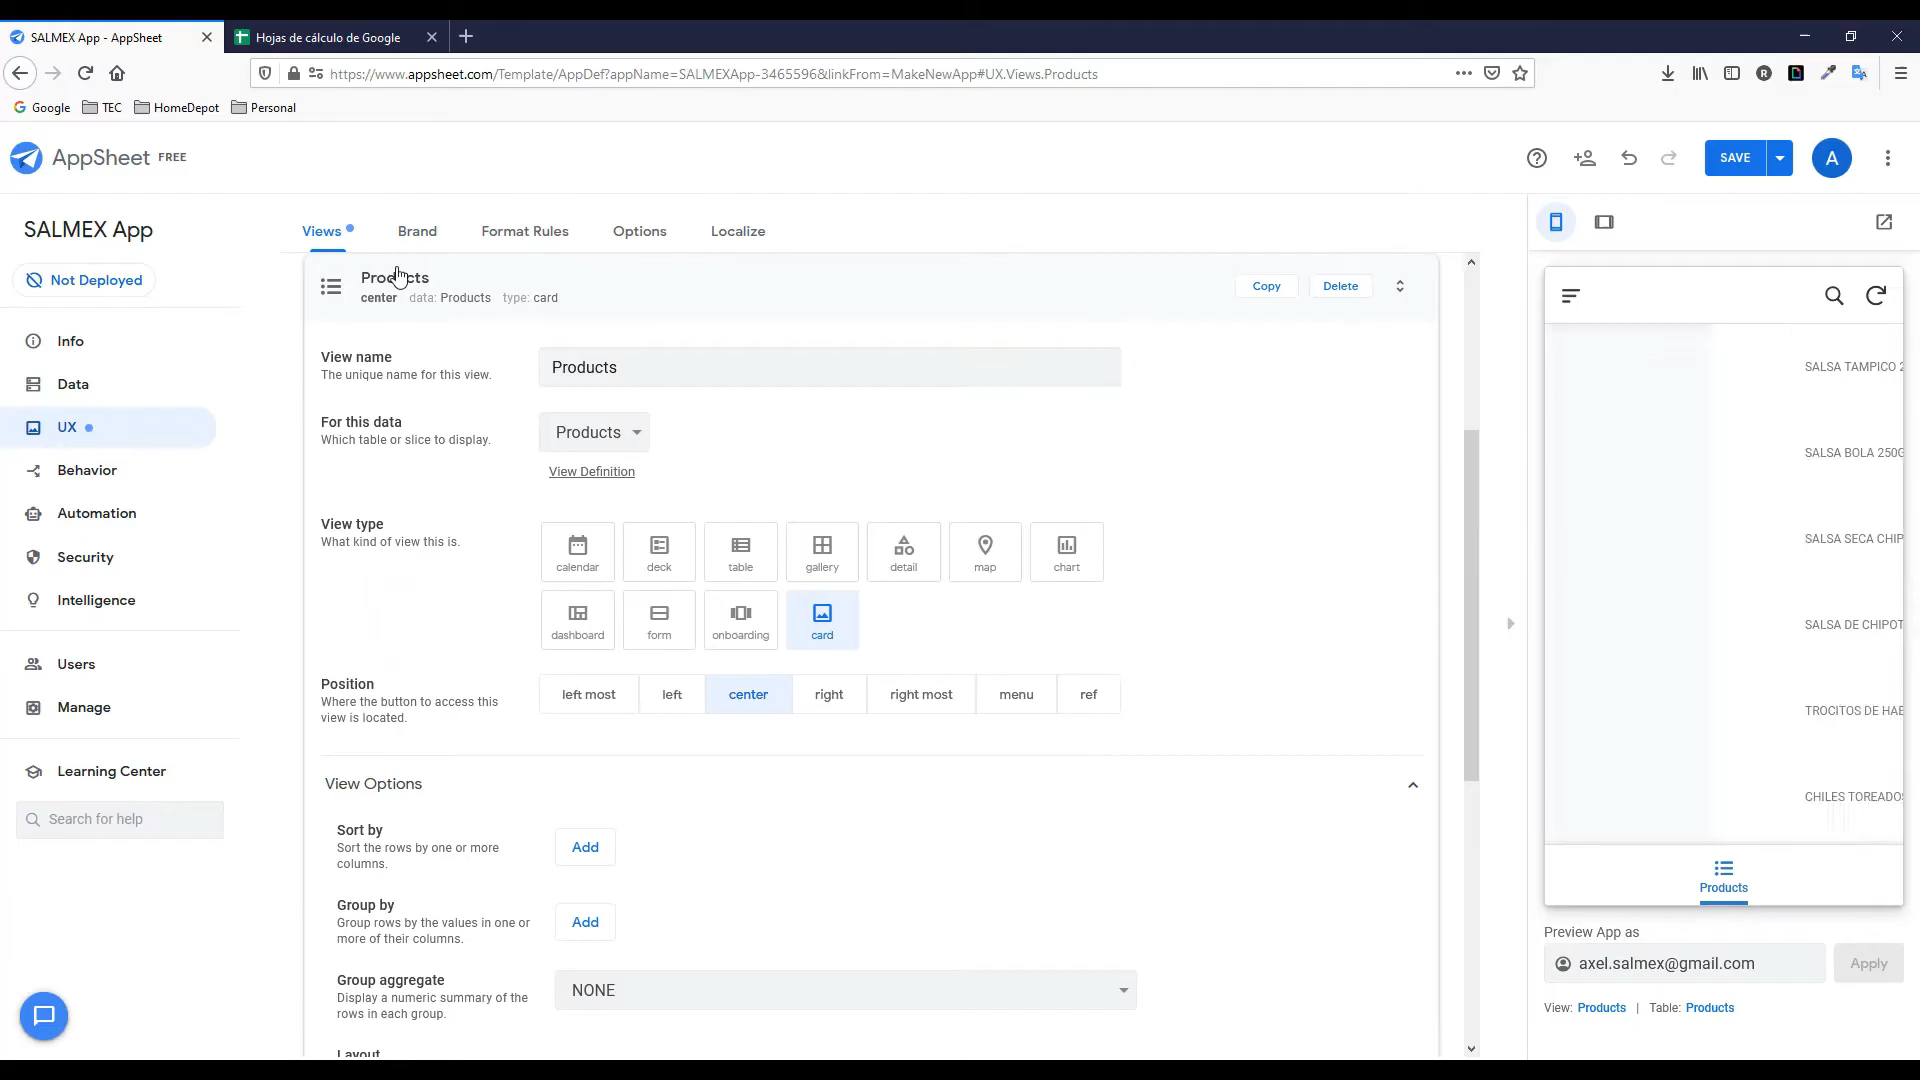 SALMEX App - AppSheet
Hojas de cálculo de Google
https://www.appsheet.com/Template/AppDef?appName=SALMEXApp-3465596&linkFrom=MakeNewApp#UX.Views.Products
Google
TEC
HomeDepot
Personal
AppSheet FREE
SAVE
A
SALMEX App
Not Deployed
Info
Data
UX
Behavior
Automation
Security
Intelligence
Users
Manage
Learning Center
Search for help
Views
Brand
Format Rules
Options
Localize
Products
center data: Products type: card
Copy
Delete
View name
The unique name for this view.
Products
For this data
Which table or slice to display.
Products
View Definition
View type
What kind of view this is.
calendar
deck
table
gallery
detail
map
chart
dashboard
form
onboarding
card
Position
Where the button to access this
view is located.
left most
left
center
right
right most
menu
ref
View Options
Sort by
Sort the rows by one or more
columns.
Add
Group by
Group rows by the values in one or
more of their columns.
Add
Group aggregate
Display a numeric summary of the
rows in each group.
NONE
Layout
SALSA TAMPICO 2
SALSA BOLA 250G
SALSA SECA CHIP
SALSA DE CHIPOT
TROCITOS DE HAB
CHILES TOREADOS
Products
Preview App as
axel.salmex@gmail.com
Apply
View: Products | Table: Products